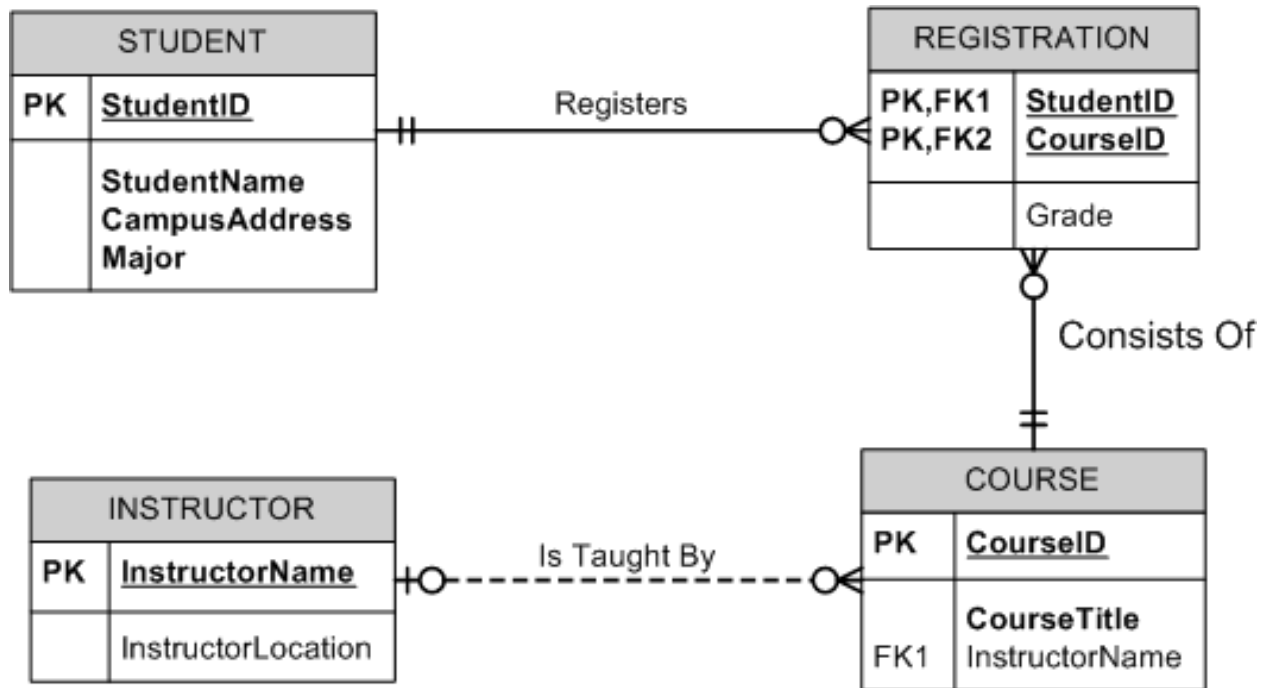 STUDENT
PK StudentID
StudentName
CampusAddress
Major
Registers
REGISTRATION
PK,FK1 StudentID
PK,FK2 CourseID
Grade
Consists Of
INSTRUCTOR
PK InstructorName
InstructorLocation
Is Taught By
COURSE
PK CourseID
CourseTitle
FK1 InstructorName